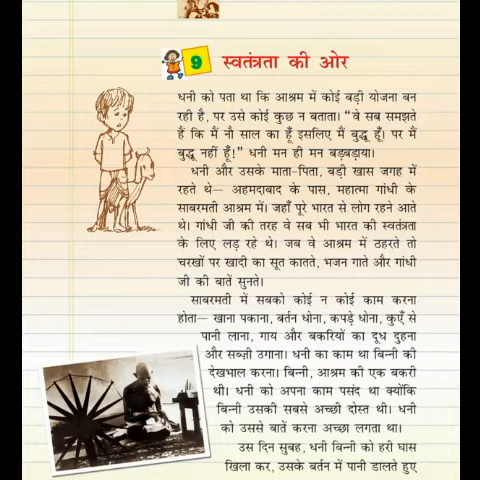 9 स्वतंत्रता की ओर
धनी को पता था कि आश्रम में कोई बड़ी योजना बन
रही है, पर उसे कोई कुछ न बताता। “वे सब समझते
हैं कि मैं नौ साल का हूँ इसलिए मैं बुद्धू हूँ। पर मैं
बुद्धू नहीं हूँ!” धनी मन ही मन बड़बड़ाया।
धनी और उसके माता-पिता, बड़ी खास जगह में
रहते थे— अहमदाबाद के पास, महात्मा गांधी के
साबरमती आश्रम में। जहाँ पूरे भारत से लोग रहने आते
थे। गांधी जी की तरह वे सब भी भारत की स्वतंत्रता
के लिए लड़ रहे थे। जब वे आश्रम में ठहरते तो
चरखों पर खादी का सूत कातते, भजन गाते और गांधी
जी की बातें सुनते।
साबरमती में सबको कोई न कोई काम करना
होता— खाना पकाना, बर्तन धोना, कपड़े धोना, कुएँ से
पानी लाना, गाय और बकरियों का दूध दुहना
और सब्ज़ी उगाना। धनी का काम था बिन्नी की
देखभाल करना। बिन्नी, आश्रम की एक बकरी
थी। धनी को अपना काम पसंद था क्योंकि
बिन्नी उसकी सबसे अच्छी दोस्त थी। धनी
को उससे बातें करना अच्छा लगता था।
उस दिन सुबह, धनी बिन्नी को हरी घास
खिला कर, उसके बर्तन में पानी डालते हुए